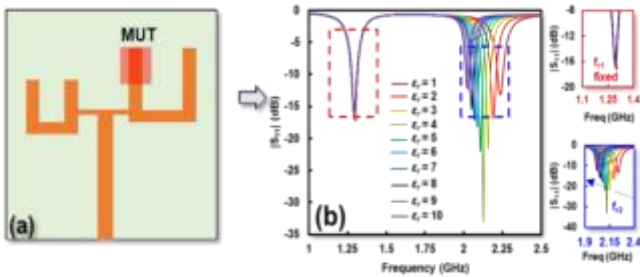 MUT
(a)
|S₁₁| (dB)
0
-5
-10
-15
-20
-25
-30
-35
εᵣ = 1
εᵣ = 2
εᵣ = 3
εᵣ = 4
εᵣ = 5
εᵣ = 6
εᵣ = 7
εᵣ = 8
εᵣ = 9
εᵣ = 10
(b)
1 1.25 1.5 1.75 2 2.25 2.5
Frequency (GHz)
|S₁₁| (dB)
-8
-12
-16
-20
fᵣ₁
fixed
1.1 1.25 1.4
Freq (GHz)
|S₁₁| (dB)
0
-10
-20
-30
-40
fᵣ₂
1.9 2.15 2.4
Freq (GHz)